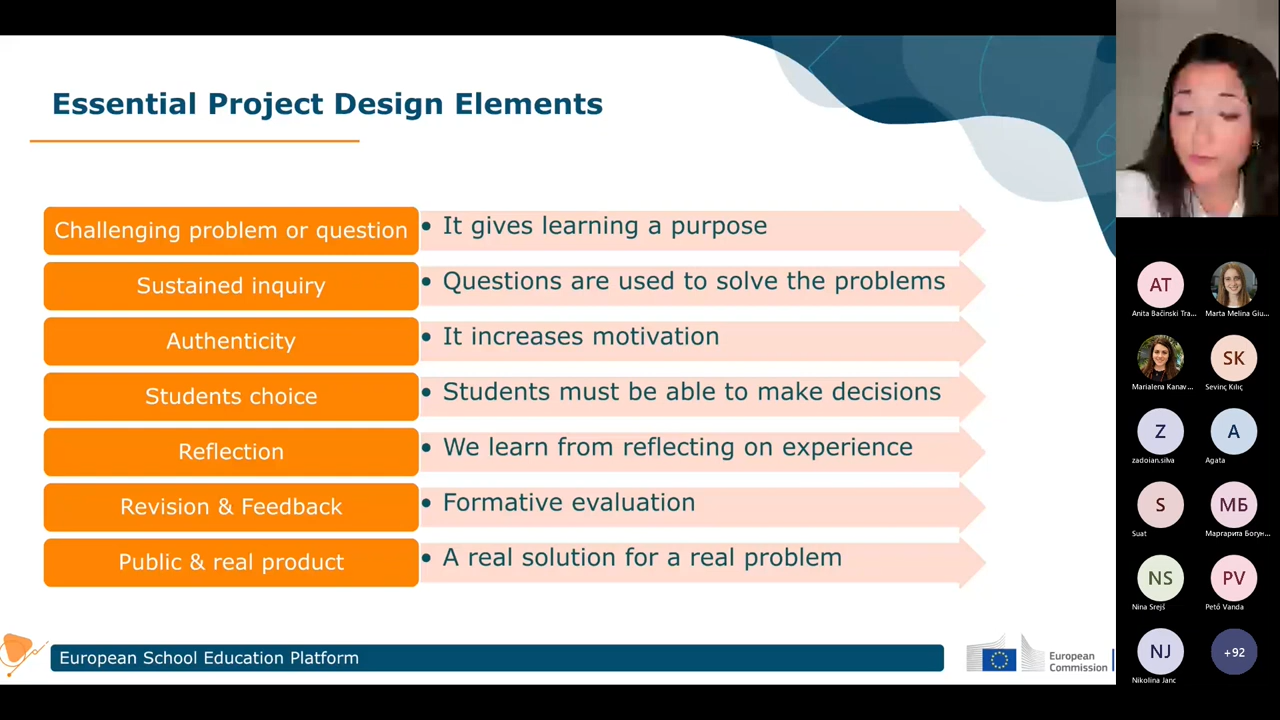 Essential Project Design Elements
Challenging problem or question
• It gives learning a purpose
Sustained inquiry
• Questions are used to solve the problems
Authenticity
• It increases motivation
Students choice
• Students must be able to make decisions
Reflection
• We learn from reflecting on experience
Revision & Feedback
• Formative evaluation
Public & real product
• A real solution for a real problem
European School Education Platform
European
Commission
AT
Anita Bačinski Tra...
Marta Melina Giu...
Marialena Kanav...
SK
Sevinç Kılıç
Z
zadoian.silva
A
Agata
S
Suat
МБ
Маргарита Богун...
NS
Nina Srejš
PV
Pető Vanda
NJ
Nikolina Janc
+92